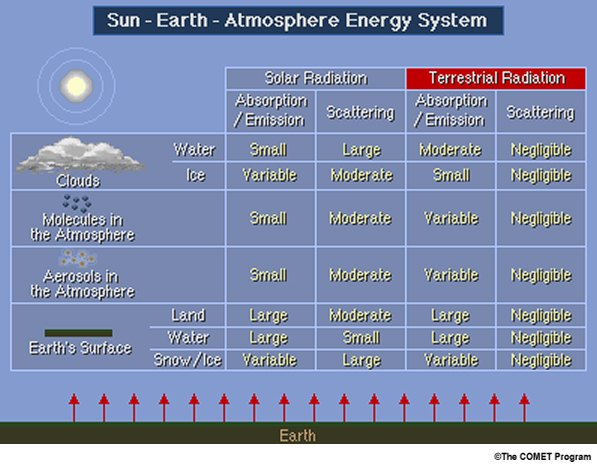 Sun - Earth - Atmosphere Energy System
Solar Radiation Terrestrial Radiation
Absorption /Emission Scattering Absorption /Emission Scattering
Clouds Water Small Large Moderate Negligible
Ice Variable Moderate Small Negligible
Molecules in the Atmosphere Small Moderate Variable Negligible
Aerosols in the Atmosphere Small Moderate Variable Negligible
Earth's Surface Land Large Moderate Large Negligible
Water Large Small Large Negligible
Snow/Ice Variable Large Variable Negligible
Earth
©The COMET Program